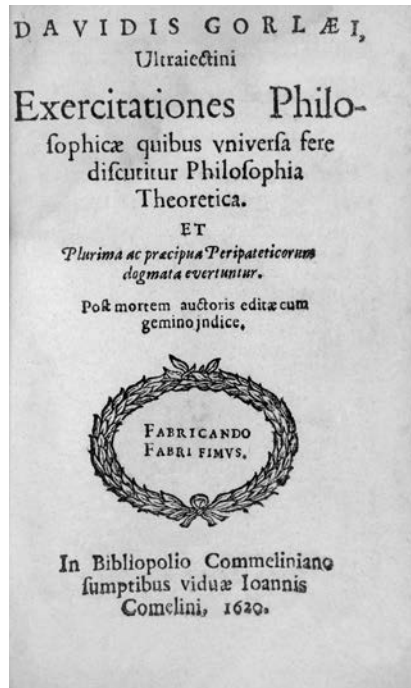 DAVIDIS GORLÆI,
Ultraiectini
Exercitationes Philo-
ſophicæ quibus vniverſa fere
diſcutitur Philoſophia
Theoretica.
ET
Plurima ac præcipua Peripateticorum
dogmata evertuntur.
Poſt mortem auctoris editæ cum
gemino jndice.
FABRICANDO
FABRI FIMVS.
In Bibliopolio Commeliniano
ſumptibus viduæ Ioannis
Comelini, 1620.